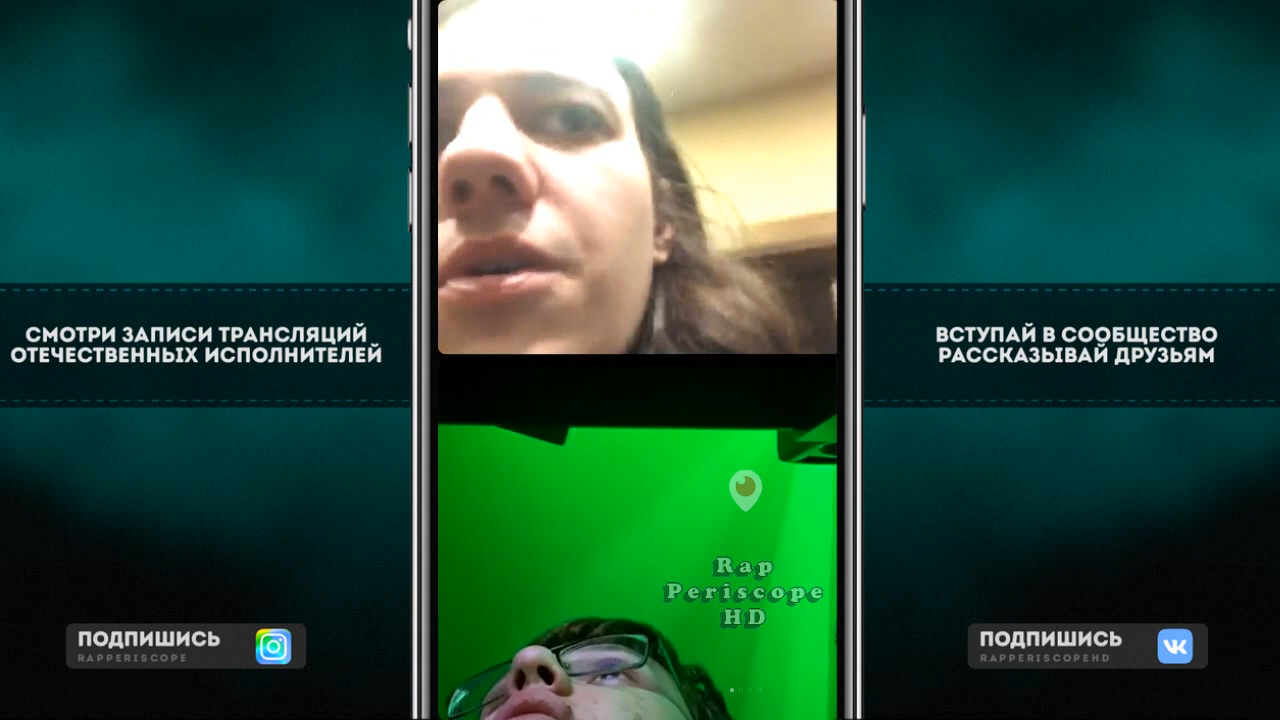 СМОТРИ ЗАПИСИ ТРАНСЛЯЦИЙ
ОТЕЧЕСТВЕННЫХ ИСПОЛНИТЕЛЕЙ
ВСТУПАЙ В СООБЩЕСТВО
РАССКАЗЫВАЙ ДРУЗЬЯМ
Rap
Periscope
HD
ПОДПИШИСЬ
RAPPERISCOPE
ПОДПИШИСЬ
RAPPERISCOPEHD